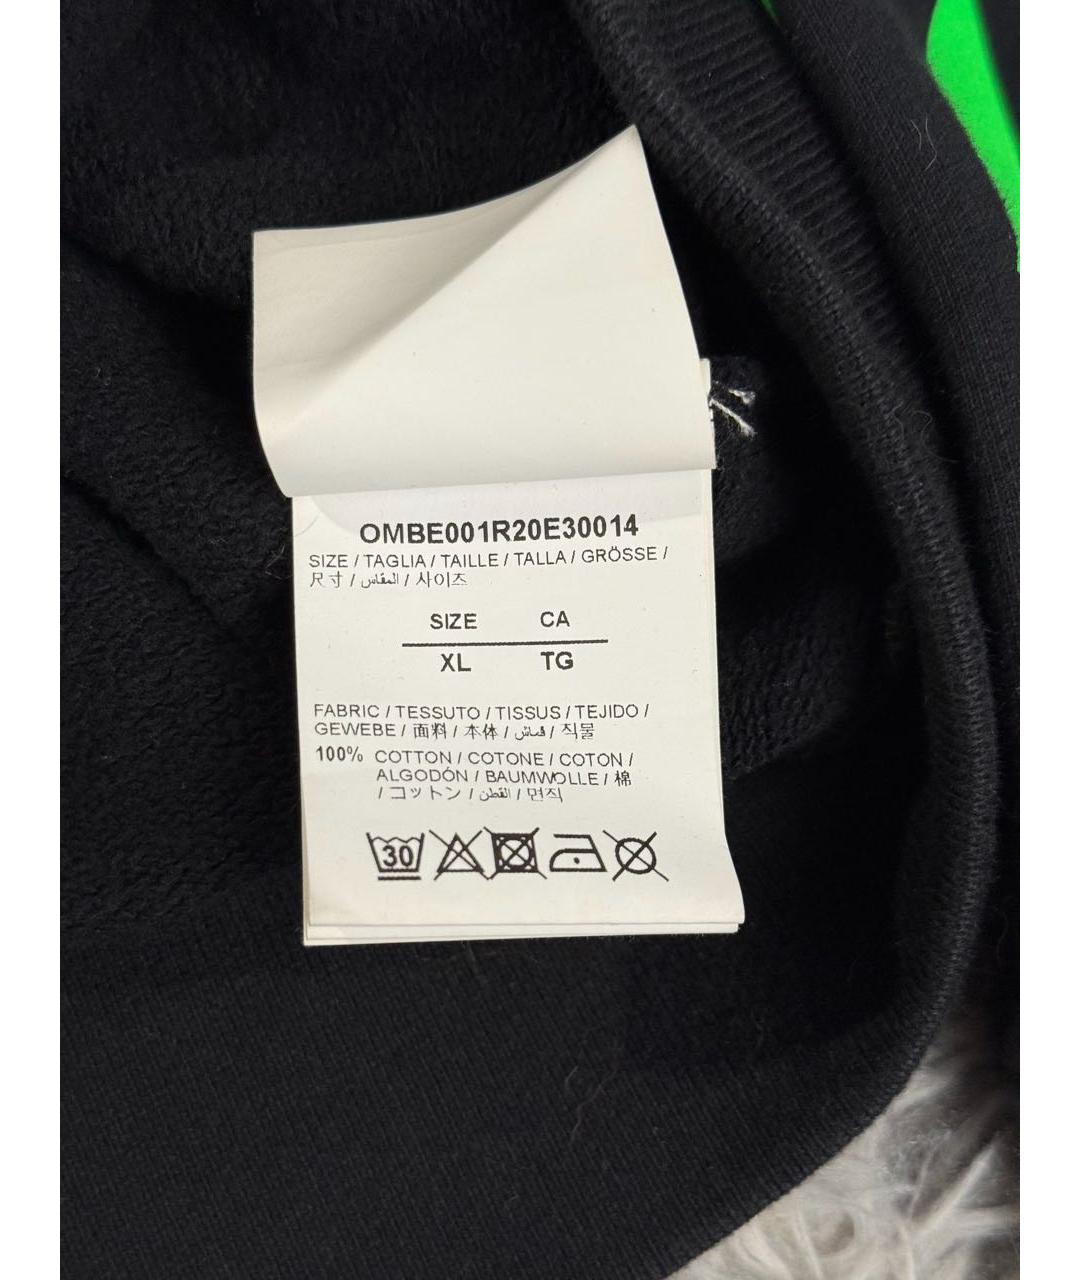 OMBE001R20E30014
SIZE / TAGLIA / TAILLE / TALLA / GRÖSSE /
尺寸 / المقاس / 사이즈
SIZE CA
XL TG
FABRIC / TESSUTO / TISSUS / TEJIDO /
GEWEBE / 面料 / 本体 / قماش / 직물
100% COTTON / COTONE / COTON /
ALGODÓN / BAUMWOLLE / 棉
/ コットン / القطن / 면직
30